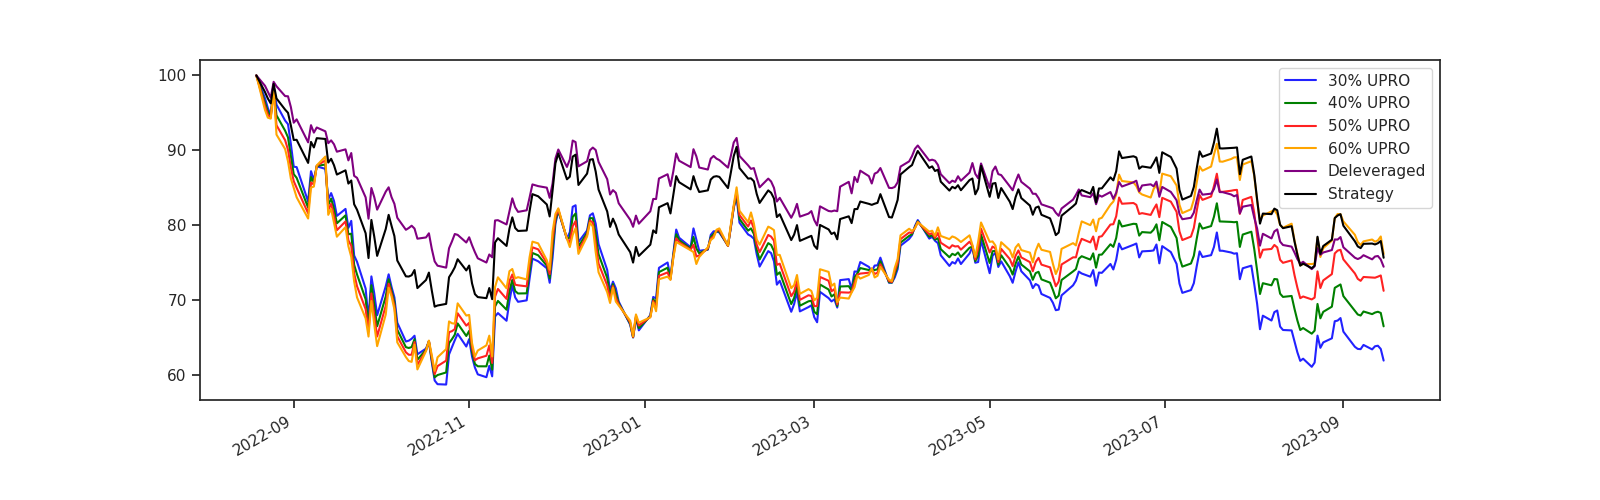 100
90
80
70
60
2022-09
2022-11
2023-01
2023-03
2023-05
2023-07
2023-09
30% UPRO
40% UPRO
50% UPRO
60% UPRO
Deleveraged
Strategy